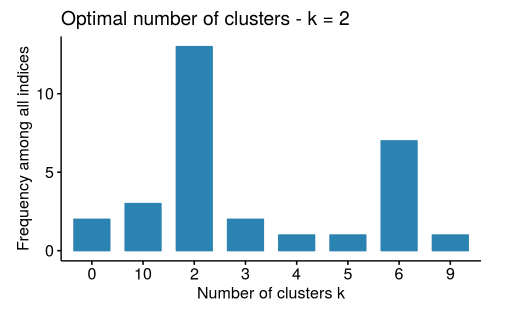 Optimal number of clusters - k = 2
Frequency among all indices
10
5
0
0 10 2 3 4 5 6 9
Number of clusters k